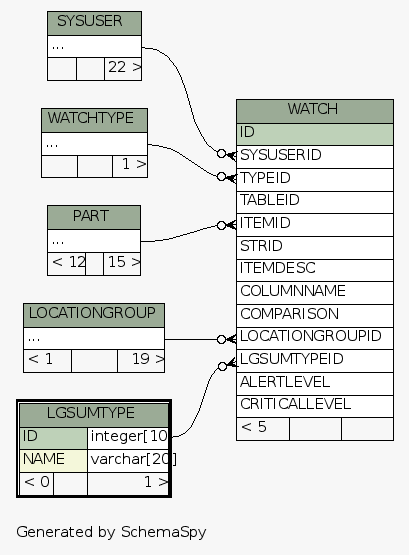 SYSUSER
...
22 >
WATCHTYPE
...
1 >
PART
...
< 12 15 >
LOCATIONGROUP
...
< 1 19 >
LGSUMTYPE
ID integer[10
NAME varchar[20]
< 0 1 >
WATCH
ID
SYSUSERID
TYPEID
TABLEID
ITEMID
STRID
ITEMDESC
COLUMNNAME
COMPARISON
LOCATIONGROUPID
LGSUMTYPEID
ALERTLEVEL
CRITICALLEVEL
< 5
Generated by SchemaSpy